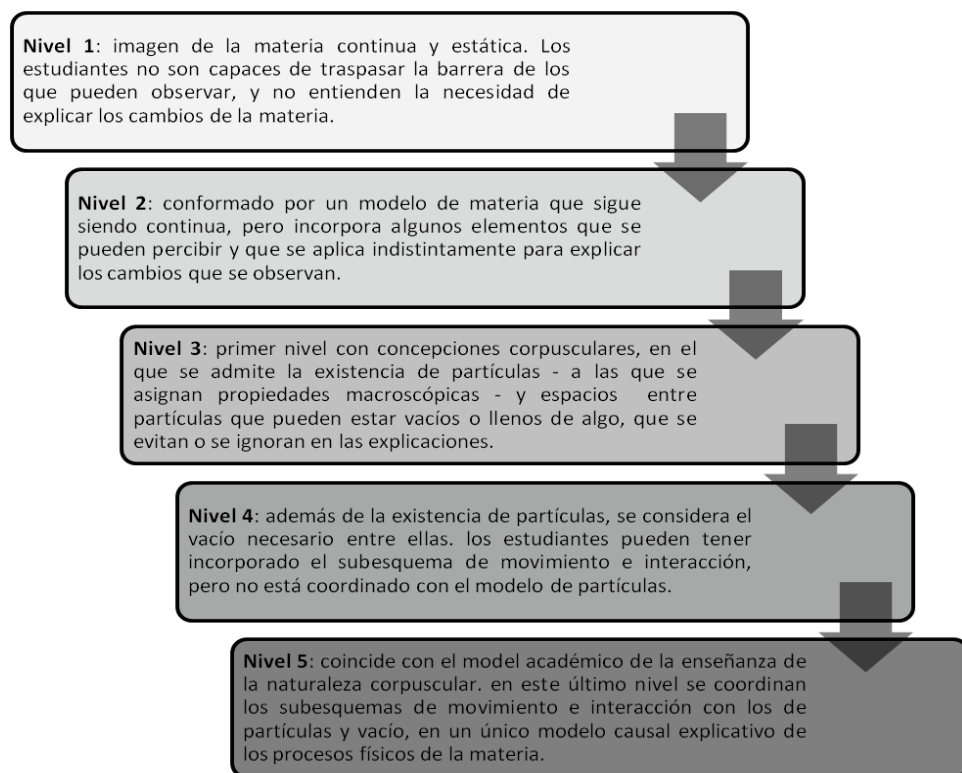 Nivel 1: imagen de la materia continua y estática. Los
estudiantes no son capaces de traspasar la barrera de los
que pueden observar, y no entienden la necesidad de
explicar los cambios de la materia.
Nivel 2: conformado por un modelo de materia que sigue
siendo continua, pero incorpora algunos elementos que se
pueden percibir y que se aplica indistintamente para explicar
los cambios que se observan.
Nivel 3: primer nivel con concepciones corpusculares, en el
que se admite la existencia de partículas - a las que se
asignan propiedades macroscópicas - y espacios entre
partículas que pueden estar vacíos o llenos de algo, que se
evitan o se ignoran en las explicaciones.
Nivel 4: además de la existencia de partículas, se considera el
vacío necesario entre ellas. los estudiantes pueden tener
incorporado el subesquema de movimiento e interacción,
pero no está coordinado con el modelo de partículas.
Nivel 5: coincide con el model académico de la enseñanza de
la naturaleza corpuscular. en este último nivel se coordinan
los subesquemas de movimiento e interacción con los de
partículas y vacío, en un único modelo causal explicativo de
los procesos físicos de la materia.